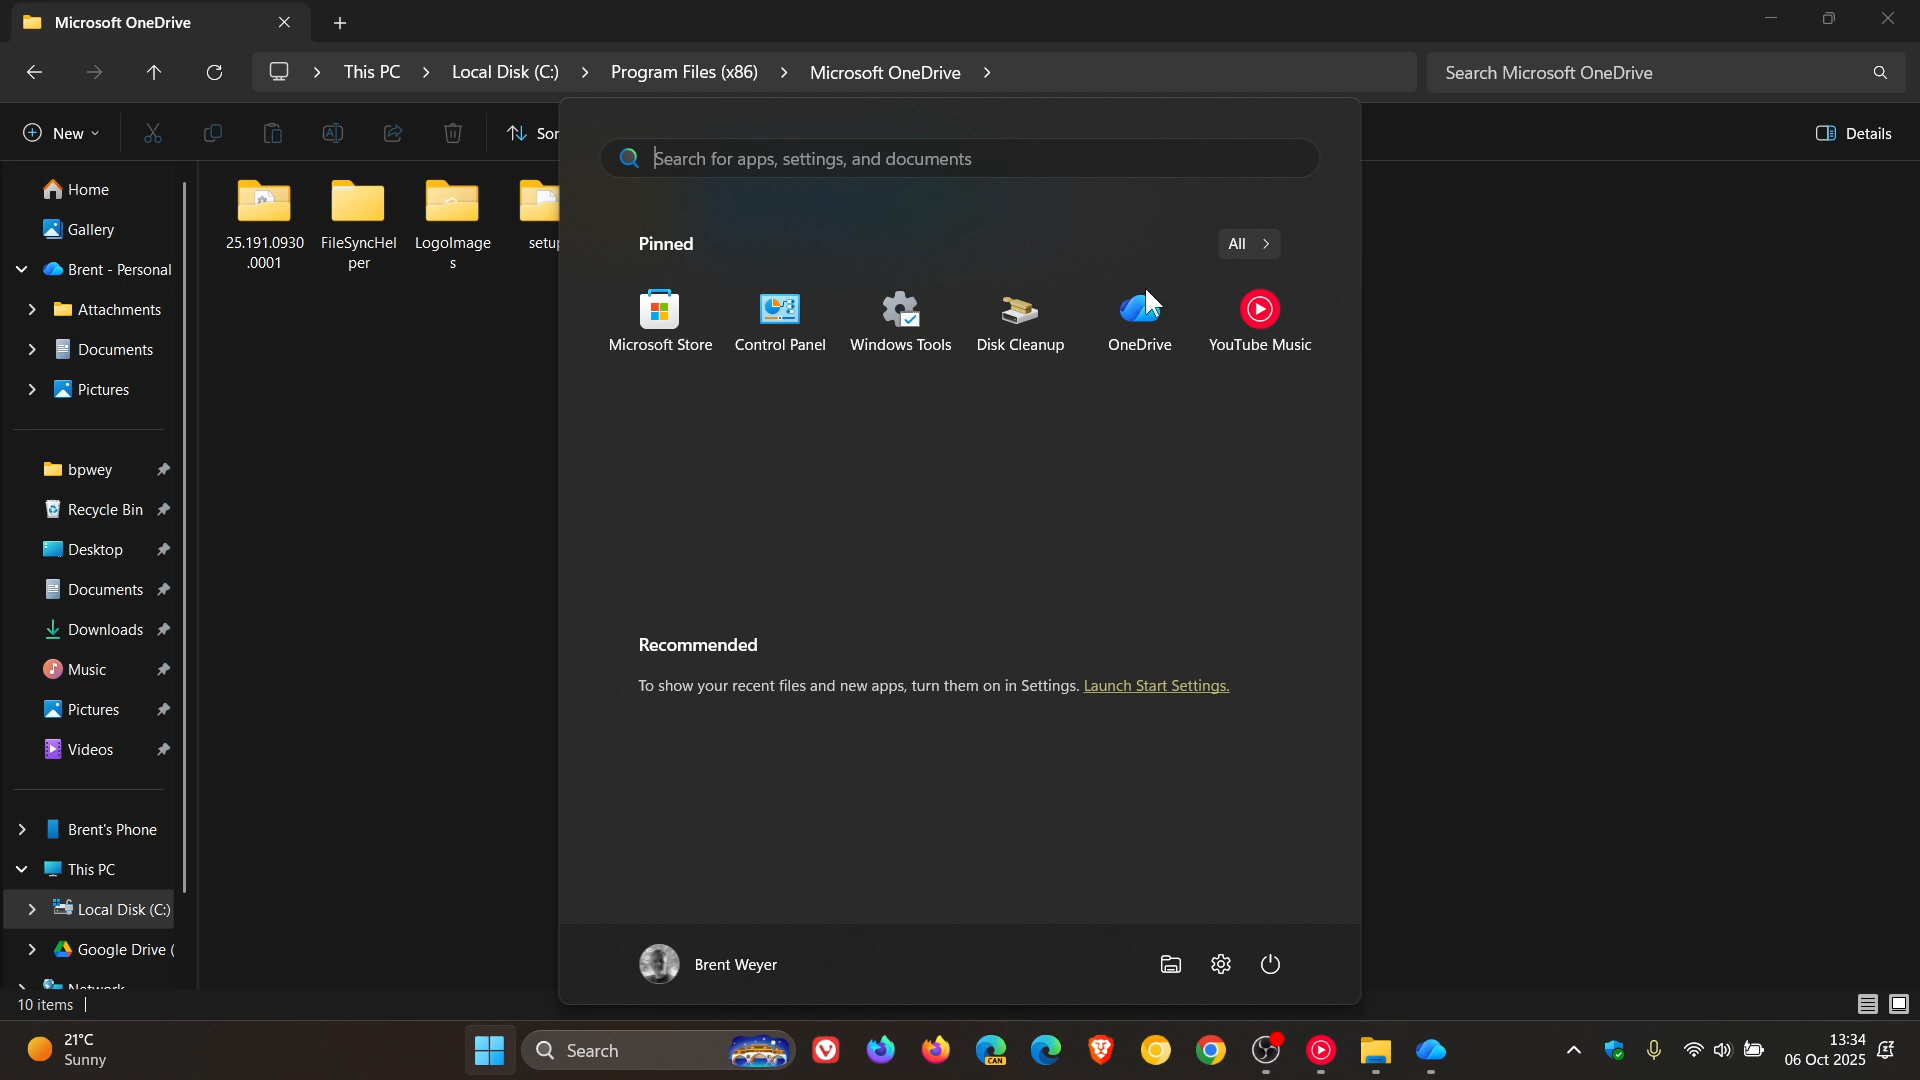 Microsoft OneDrive
This PC
Local Disk (C:)
Program Files (x86)
Microsoft OneDrive
Search Microsoft OneDrive
New
Sor
Details
Home
Gallery
Brent - Personal
Attachments
Documents
Pictures
bpwey
Recycle Bin
Desktop
Documents
Downloads
Music
Pictures
Videos
Brent's Phone
This PC
Local Disk (C:)
Google Drive (
Network
25.191.0930
.0001
FileSyncHel
per
LogoImage
s
setup
Search for apps, settings, and documents
Pinned
All
Microsoft Store
Control Panel
Windows Tools
Disk Cleanup
OneDrive
YouTube Music
Recommended
To show your recent files and new apps, turn them on in Settings. Launch Start Settings.
Brent Weyer
10 items
21°C
Sunny
Search
CAN
13:34
06 Oct 2025